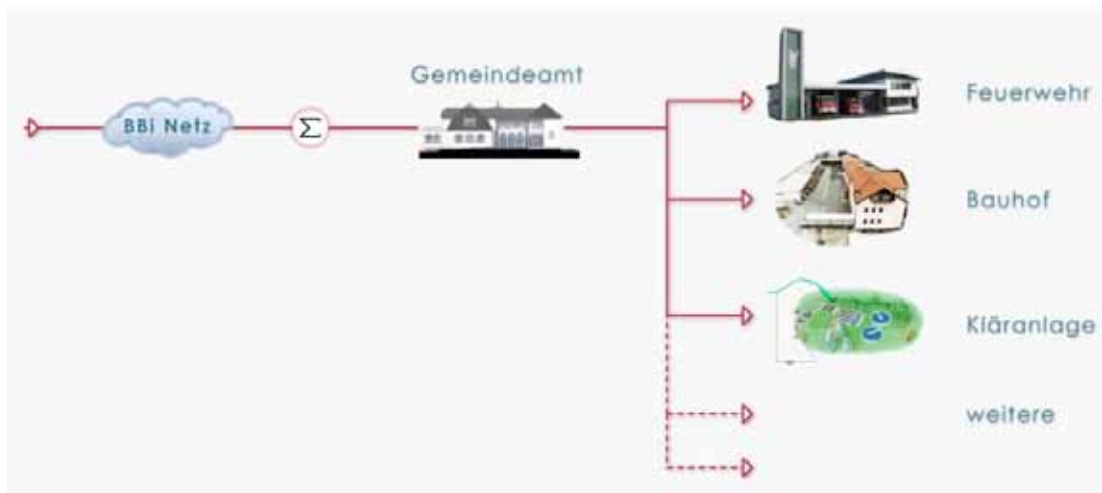 Gemeindeamt
BBi Netz
Σ
Feuerwehr
Bauhof
Kläranlage
weitere